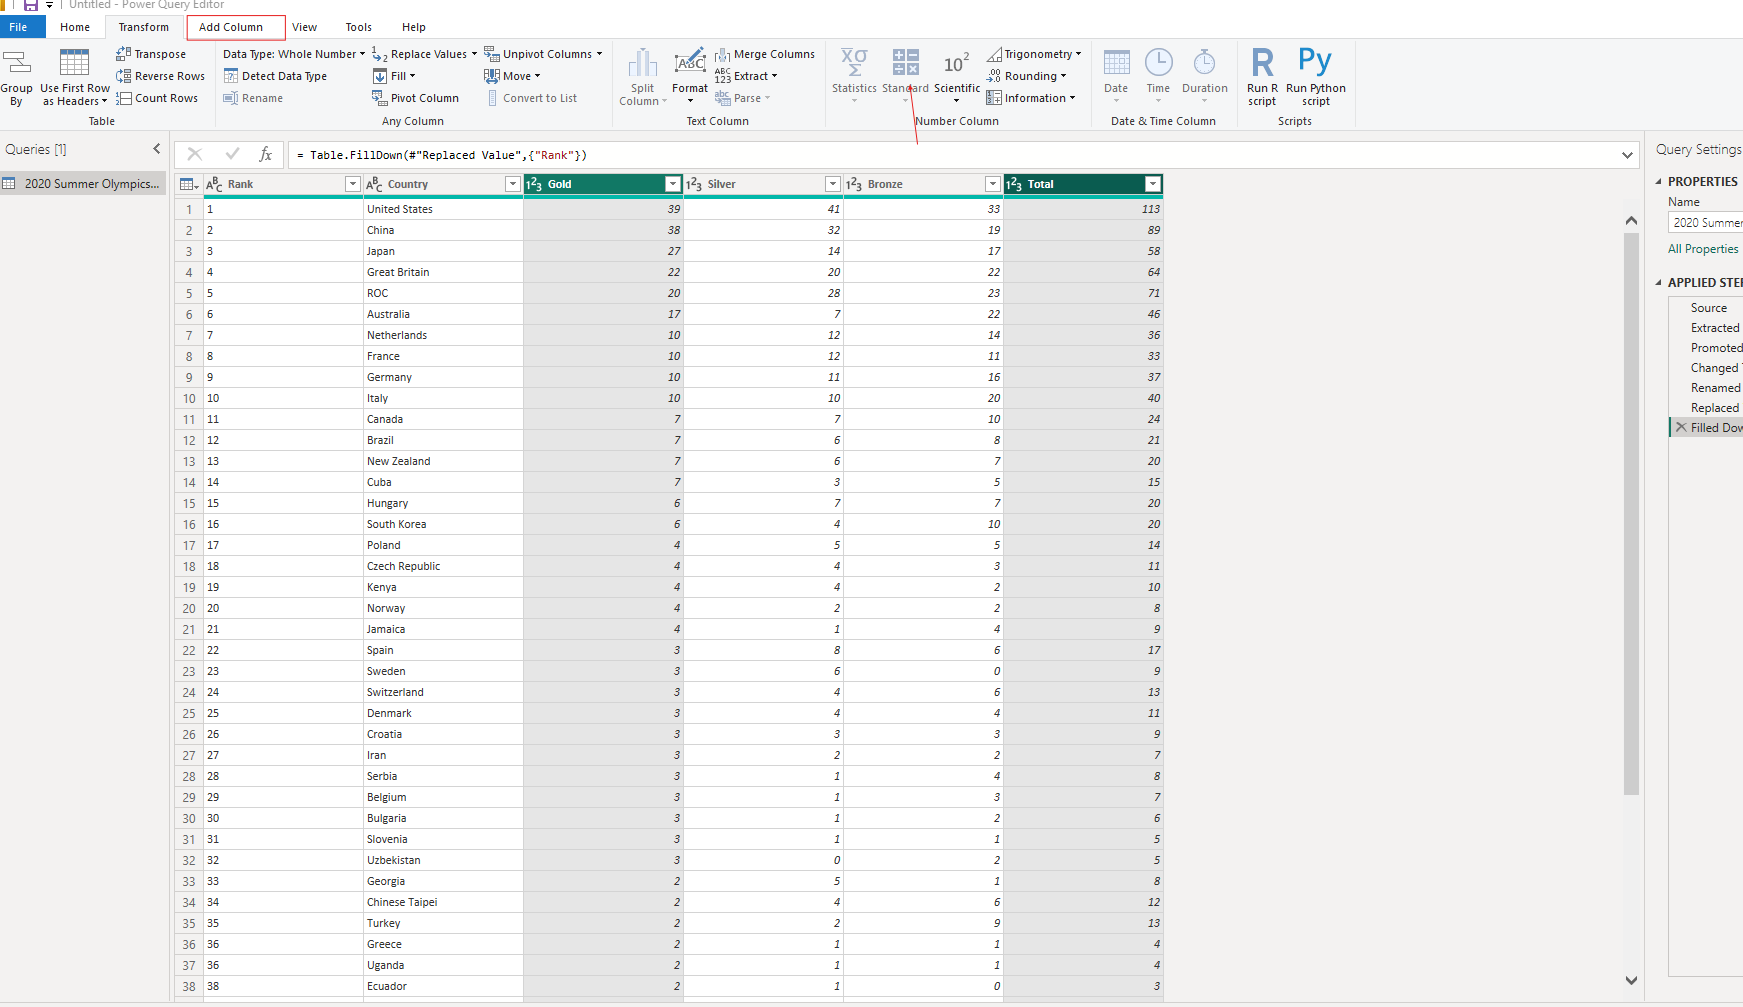 Untitled - Power Query Editor
File Home Transform Add Column View Tools Help
Group By
Use First Row as Headers
Transpose
Reverse Rows
Count Rows
Table
Data Type: Whole Number
Detect Data Type
Rename
Replace Values
Fill
Pivot Column
Unpivot Columns
Move
Convert to List
Any Column
Split Column
Format
Merge Columns
Extract
Parse
Text Column
Statistics
Standard
Scientific
Trigonometry
Rounding
Information
Number Column
Date
Time
Duration
Date & Time Column
Run R script
Run Python script
Scripts
Queries [1]
2020 Summer Olympics...
= Table.FillDown(#"Replaced Value",{"Rank"})
Rank Country Gold Silver Bronze Total
1 1 United States 39 41 33 113
2 2 China 38 32 19 89
3 3 Japan 27 14 17 58
4 4 Great Britain 22 20 22 64
5 5 ROC 20 28 23 71
6 6 Australia 17 7 22 46
7 7 Netherlands 10 12 14 36
8 8 France 10 12 11 33
9 9 Germany 10 11 16 37
10 10 Italy 10 10 20 40
11 11 Canada 7 7 10 24
12 12 Brazil 7 6 8 21
13 13 New Zealand 7 6 7 20
14 14 Cuba 7 3 5 15
15 15 Hungary 6 7 7 20
16 16 South Korea 6 4 10 20
17 17 Poland 4 5 5 14
18 18 Czech Republic 4 4 3 11
19 19 Kenya 4 4 2 10
20 20 Norway 4 2 2 8
21 21 Jamaica 4 1 4 9
22 22 Spain 3 8 6 17
23 23 Sweden 3 6 0 9
24 24 Switzerland 3 4 6 13
25 25 Denmark 3 4 4 11
26 26 Croatia 3 3 3 9
27 27 Iran 3 2 2 7
28 28 Serbia 3 1 4 8
29 29 Belgium 3 1 3 7
30 30 Bulgaria 3 1 2 6
31 31 Slovenia 3 1 1 5
32 32 Uzbekistan 3 0 2 5
33 33 Georgia 2 5 1 8
34 34 Chinese Taipei 2 4 6 12
35 35 Turkey 2 2 9 13
36 36 Greece 2 1 1 4
37 36 Uganda 2 1 1 4
38 38 Ecuador 2 1 0 3
Query Settings
PROPERTIES
Name
2020 Summer
All Properties
APPLIED STE
Source
Extracted
Promoted
Changed
Renamed
Replaced
Filled Dow